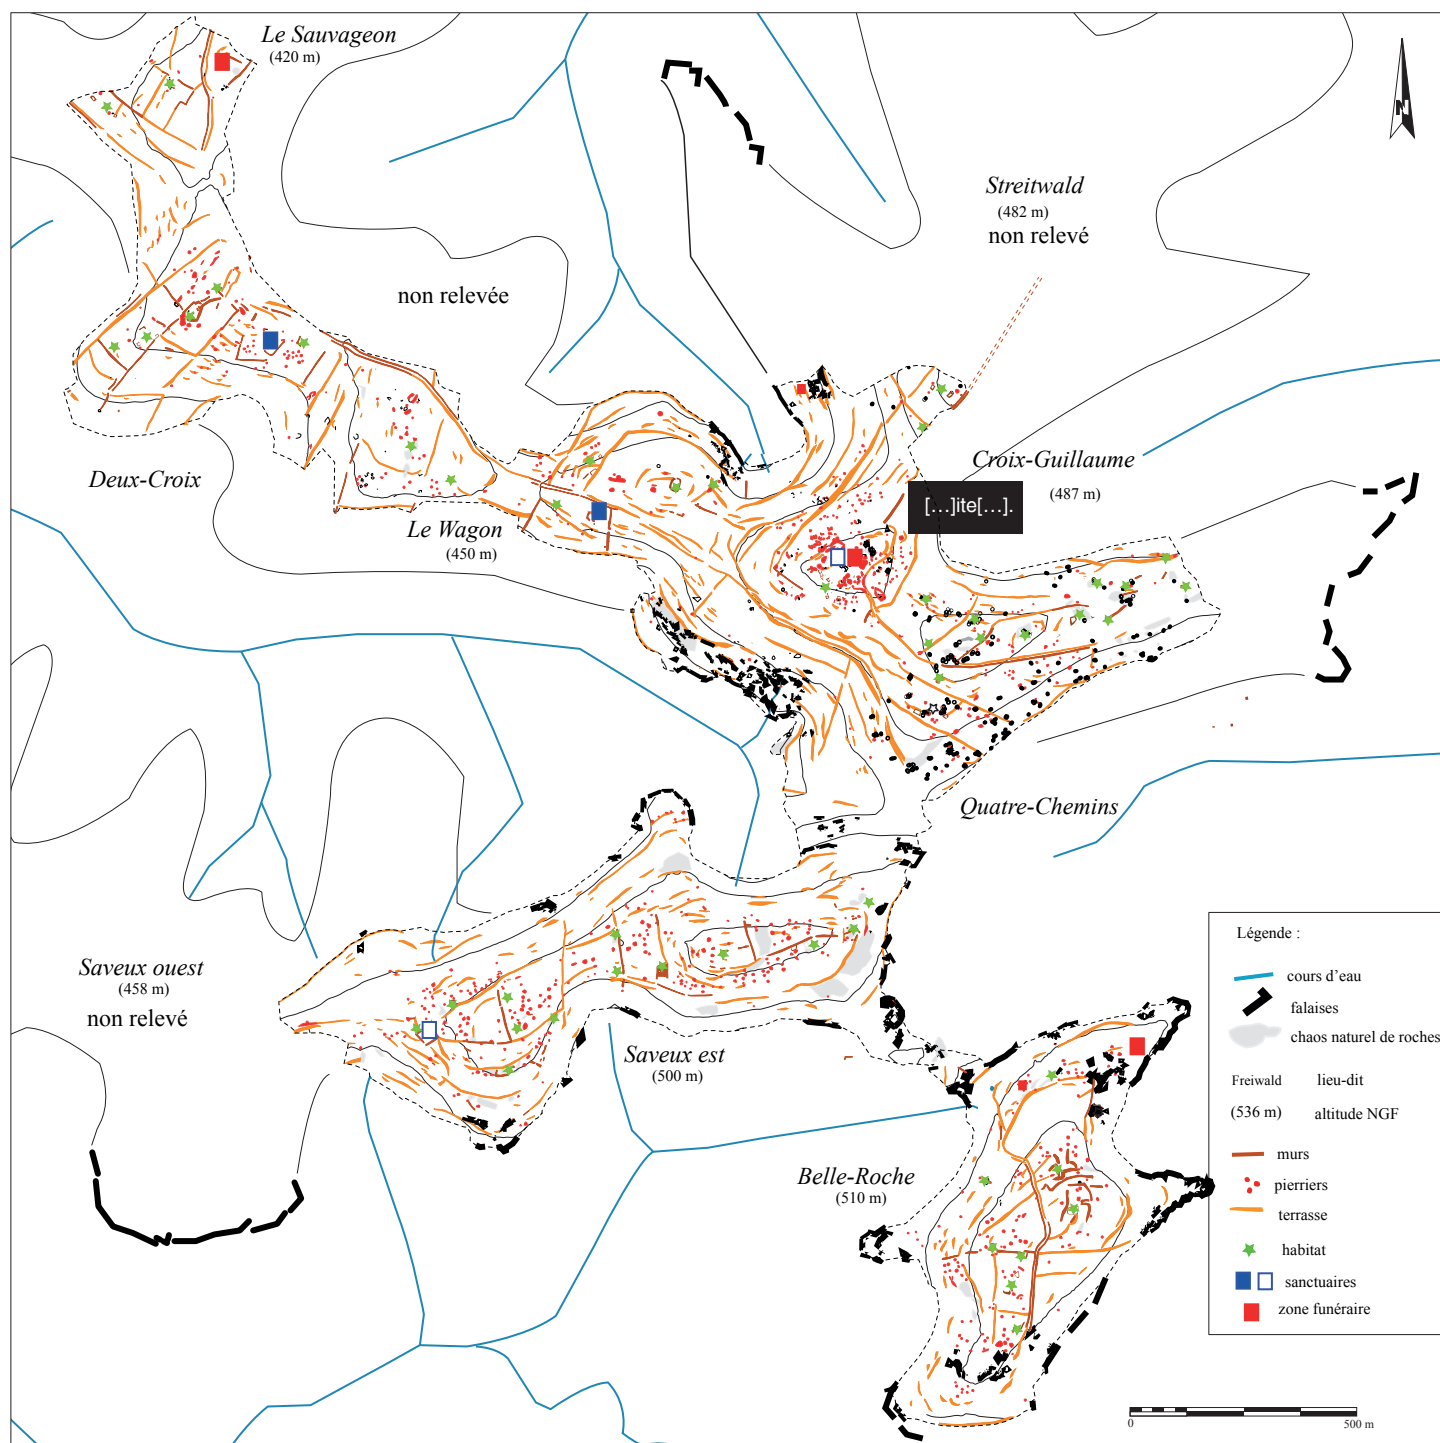 Le Sauvageon
(420 m)
N
Streitwald
(482 m)
non relevé
non relevée
Croix-Guillaume
(487 m)
[…]ite[…].
Deux-Croix
Le Wagon
(450 m)
Quatre-Chemins
Saveux ouest
(458 m)
non relevé
Saveux est
(500 m)
Belle-Roche
(510 m)
Légende :
cours d'eau
falaises
chaos naturel de roches
Freiwald lieu-dit
(536 m) altitude NGF
murs
pierriers
terrasse
habitat
sanctuaires
zone funéraire
0 500 m